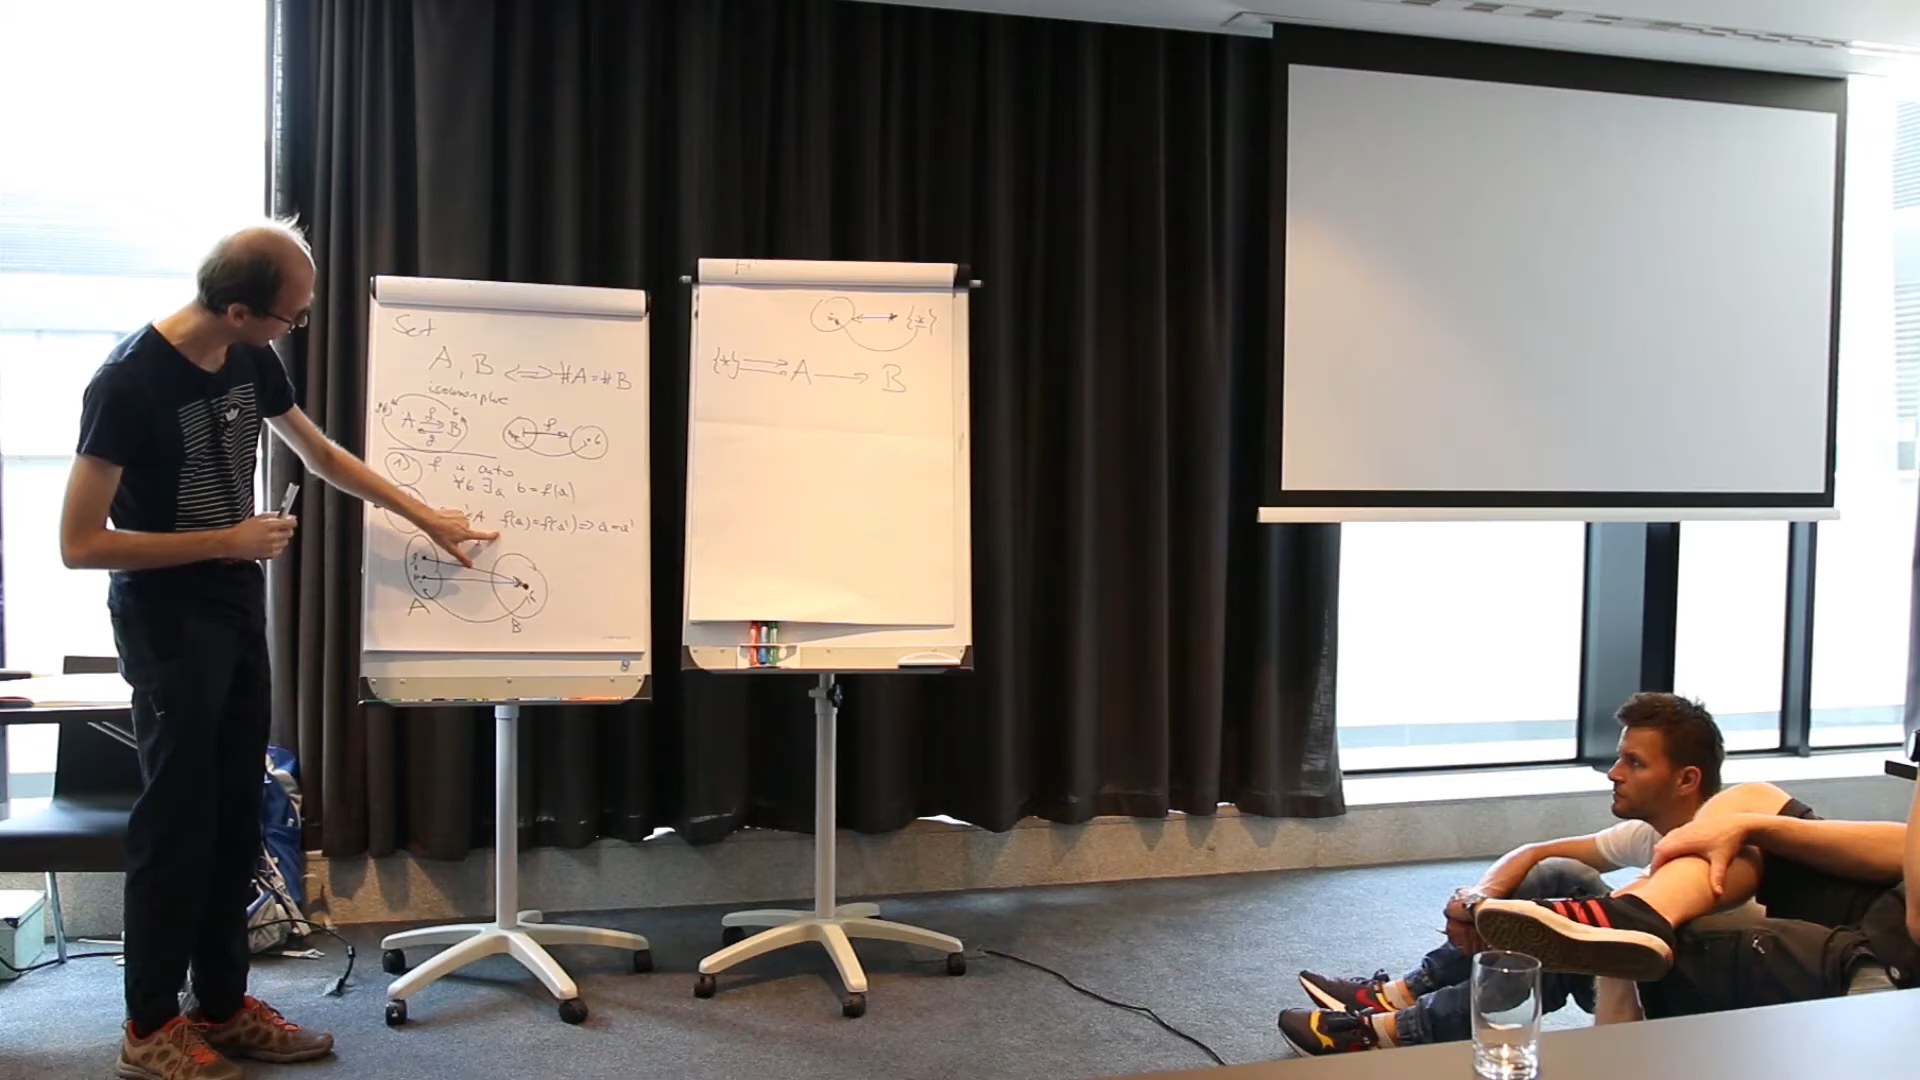 Set
A, B ⟺ #A = #B
isomorphic
A f B
g
f
b
1) f is onto
∀b ∃a b = f(a)
∈A f(a) = f(a') ⇒ a = a'
A
B
{*}
{*} ⇉ A → B